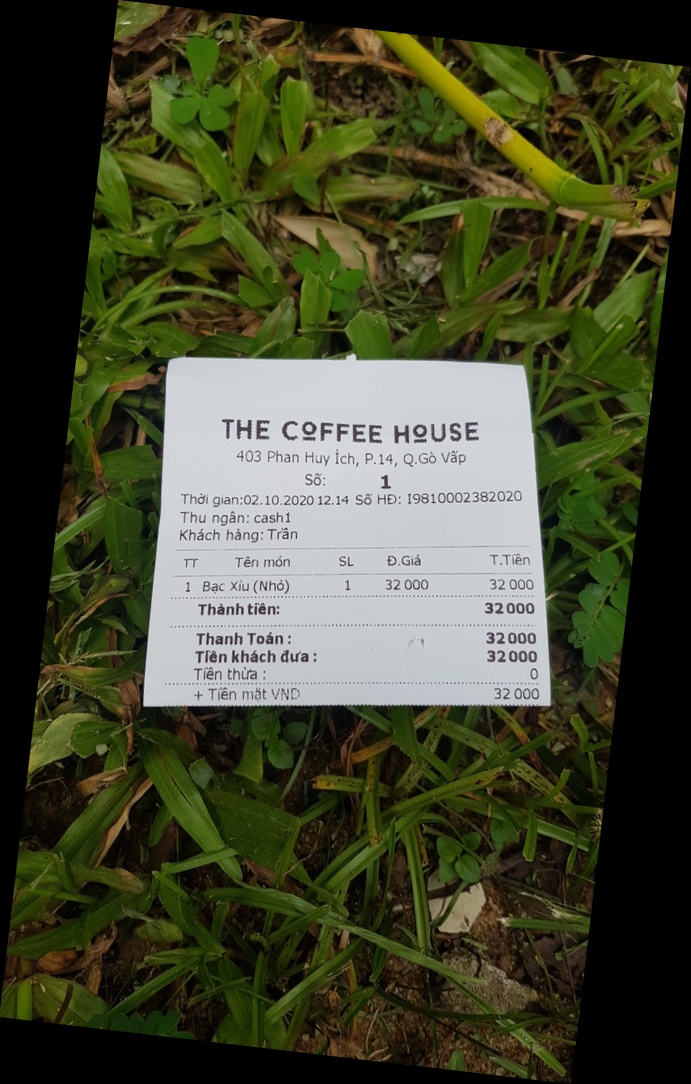 THE COFFEE HOUSE
403 Phan Huy Ích, P.14, Q.Gò Vấp
Số: 1
Thời gian:02.10.2020 12.14 Số HĐ: I9810002382020
Thu ngân: cash1
Khách hàng: Trần
TT Tên món SL Đ.Giá T.Tiền
1 Bạc Xỉu (Nhỏ) 1 32 000 32 000
Thành tiền: 32 000
Thanh Toán : 32 000
Tiền khách đưa : 32 000
Tiền thừa : 0
+ Tiền mặt VND 32 000